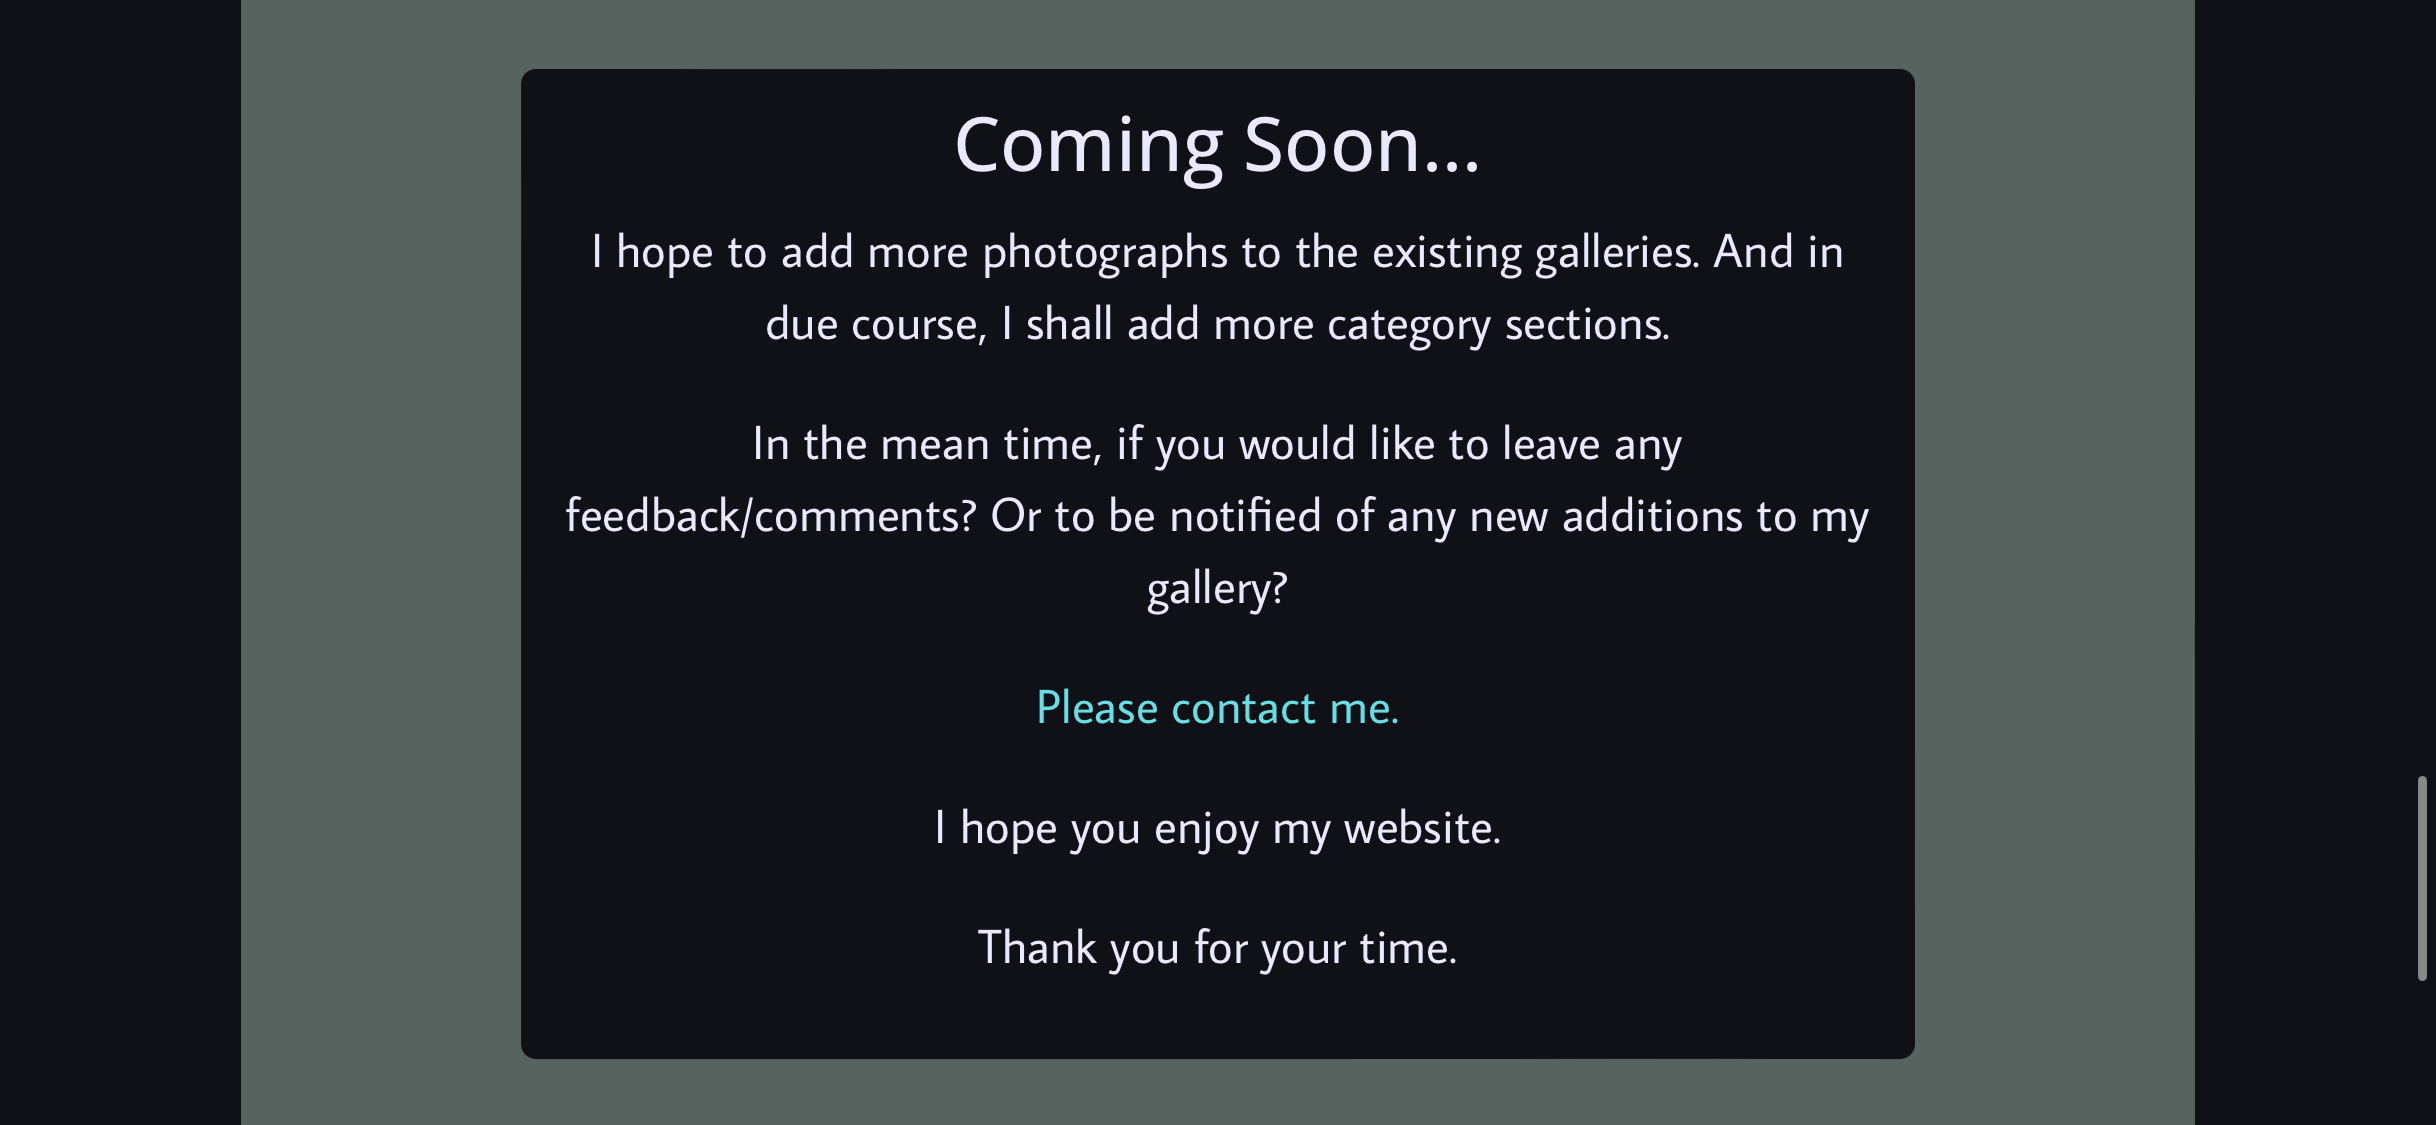 Coming Soon...
I hope to add more photographs to the existing galleries. And in
due course, I shall add more category sections.
In the mean time, if you would like to leave any
feedback/comments? Or to be notified of any new additions to my
gallery?
Please contact me.
I hope you enjoy my website.
Thank you for your time.